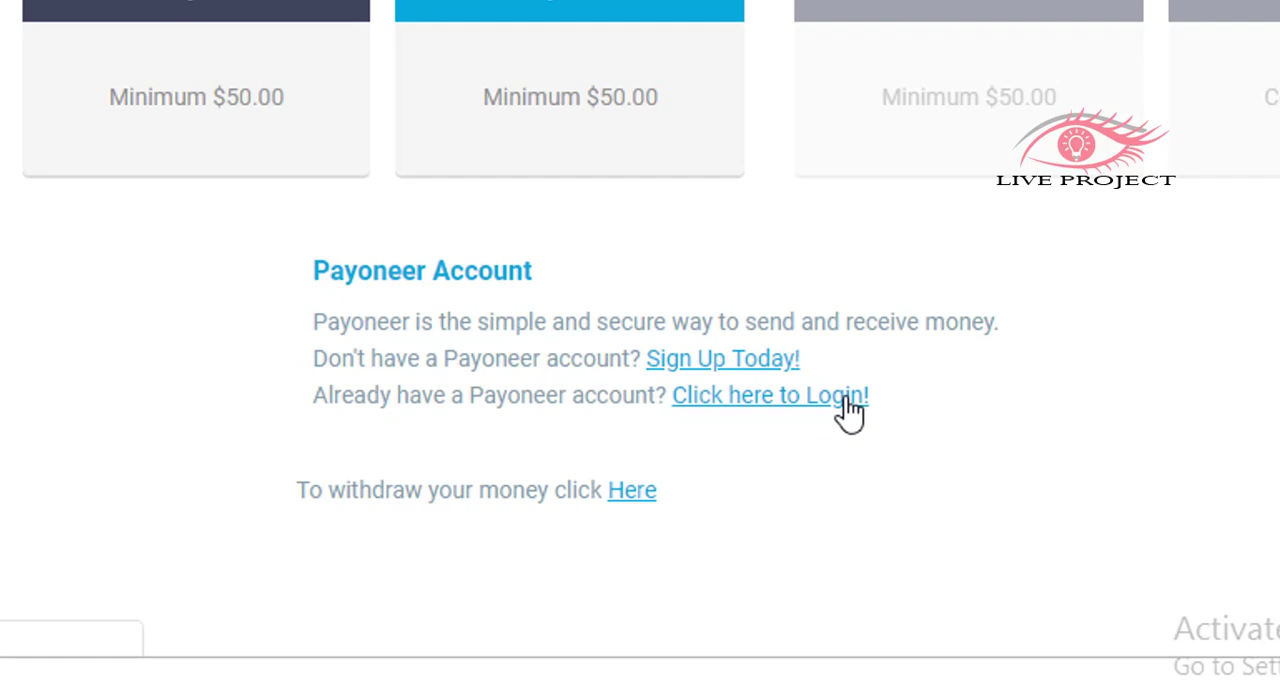 Minimum $50.00
Minimum $50.00
Minimum $50.00
C
LIVE PROJECT
Payoneer Account
Payoneer is the simple and secure way to send and receive money.
Don't have a Payoneer account? Sign Up Today!
Already have a Payoneer account? Click here to Login!
To withdraw your money click Here
Activate
Go to Sett